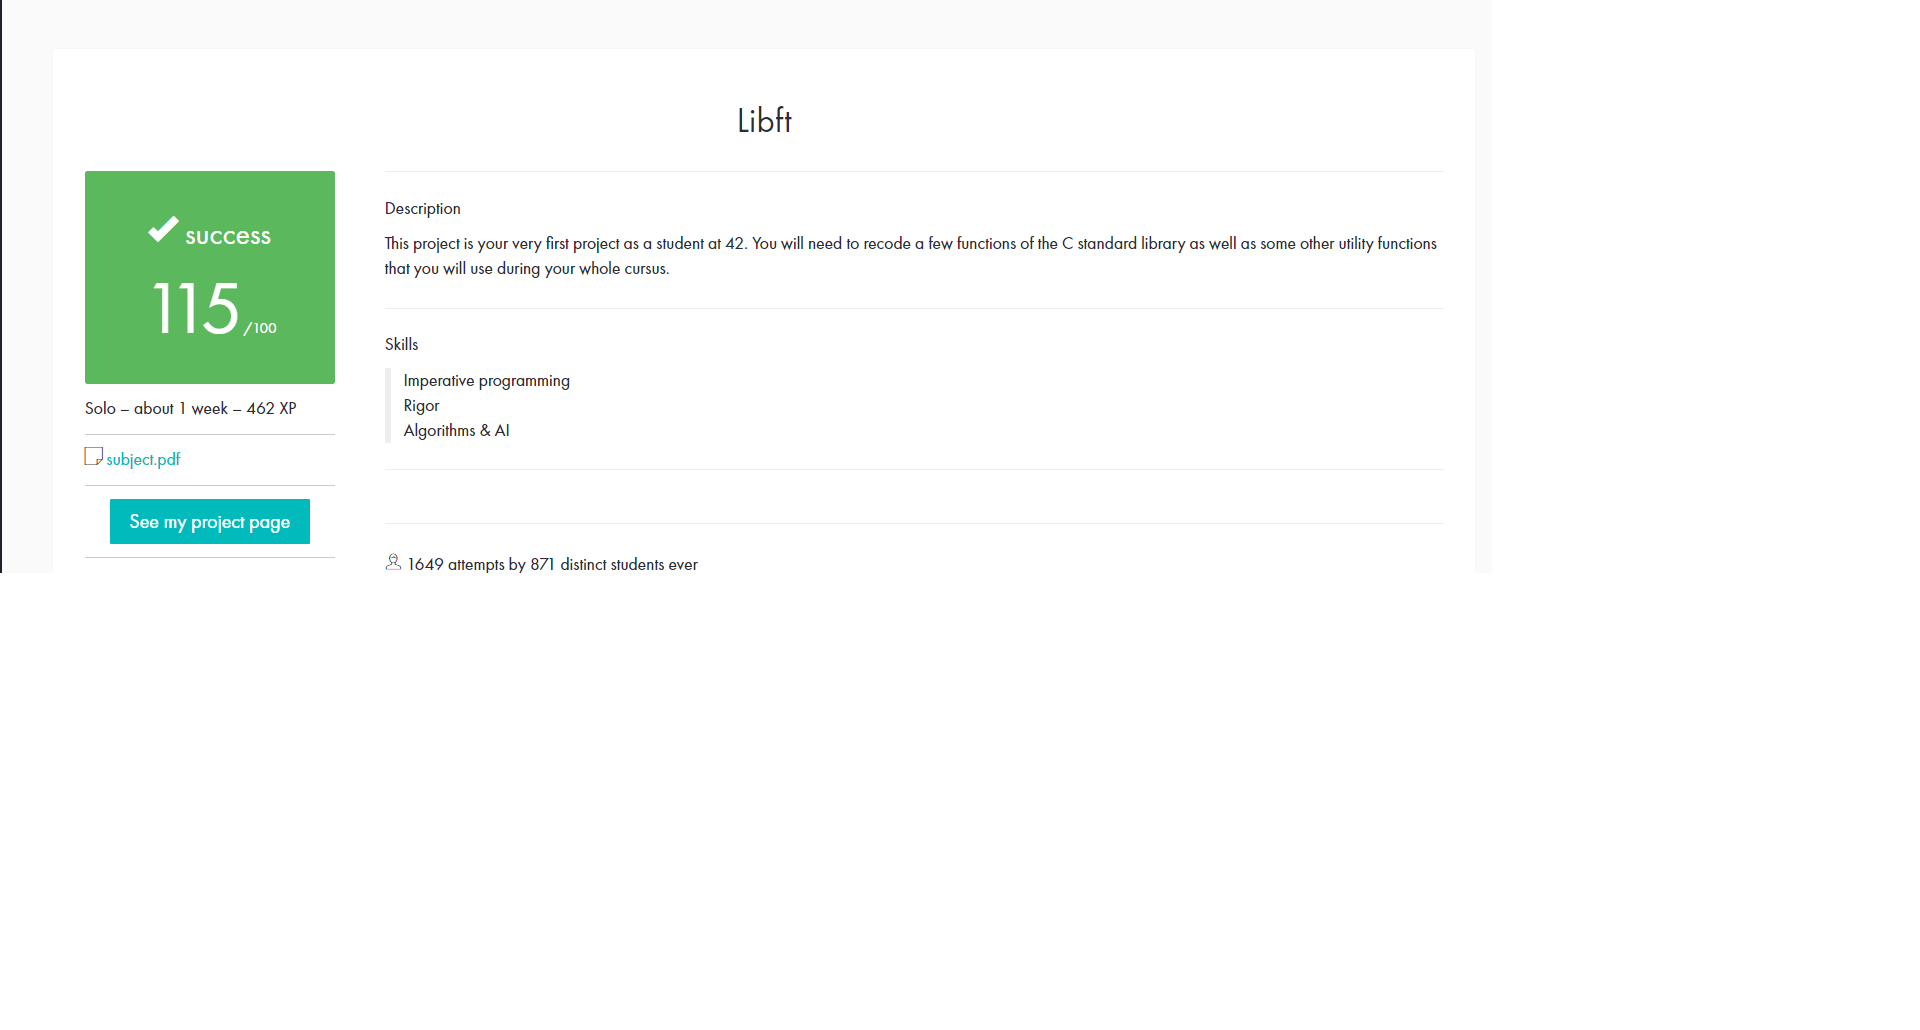 Libft
success
115 /100
Solo – about 1 week – 462 XP
subject.pdf
See my project page
Description
This project is your very first project as a student at 42. You will need to recode a few functions of the C standard library as well as some other utility functions
that you will use during your whole cursus.
Skills
Imperative programming
Rigor
Algorithms & AI
1649 attempts by 871 distinct students ever